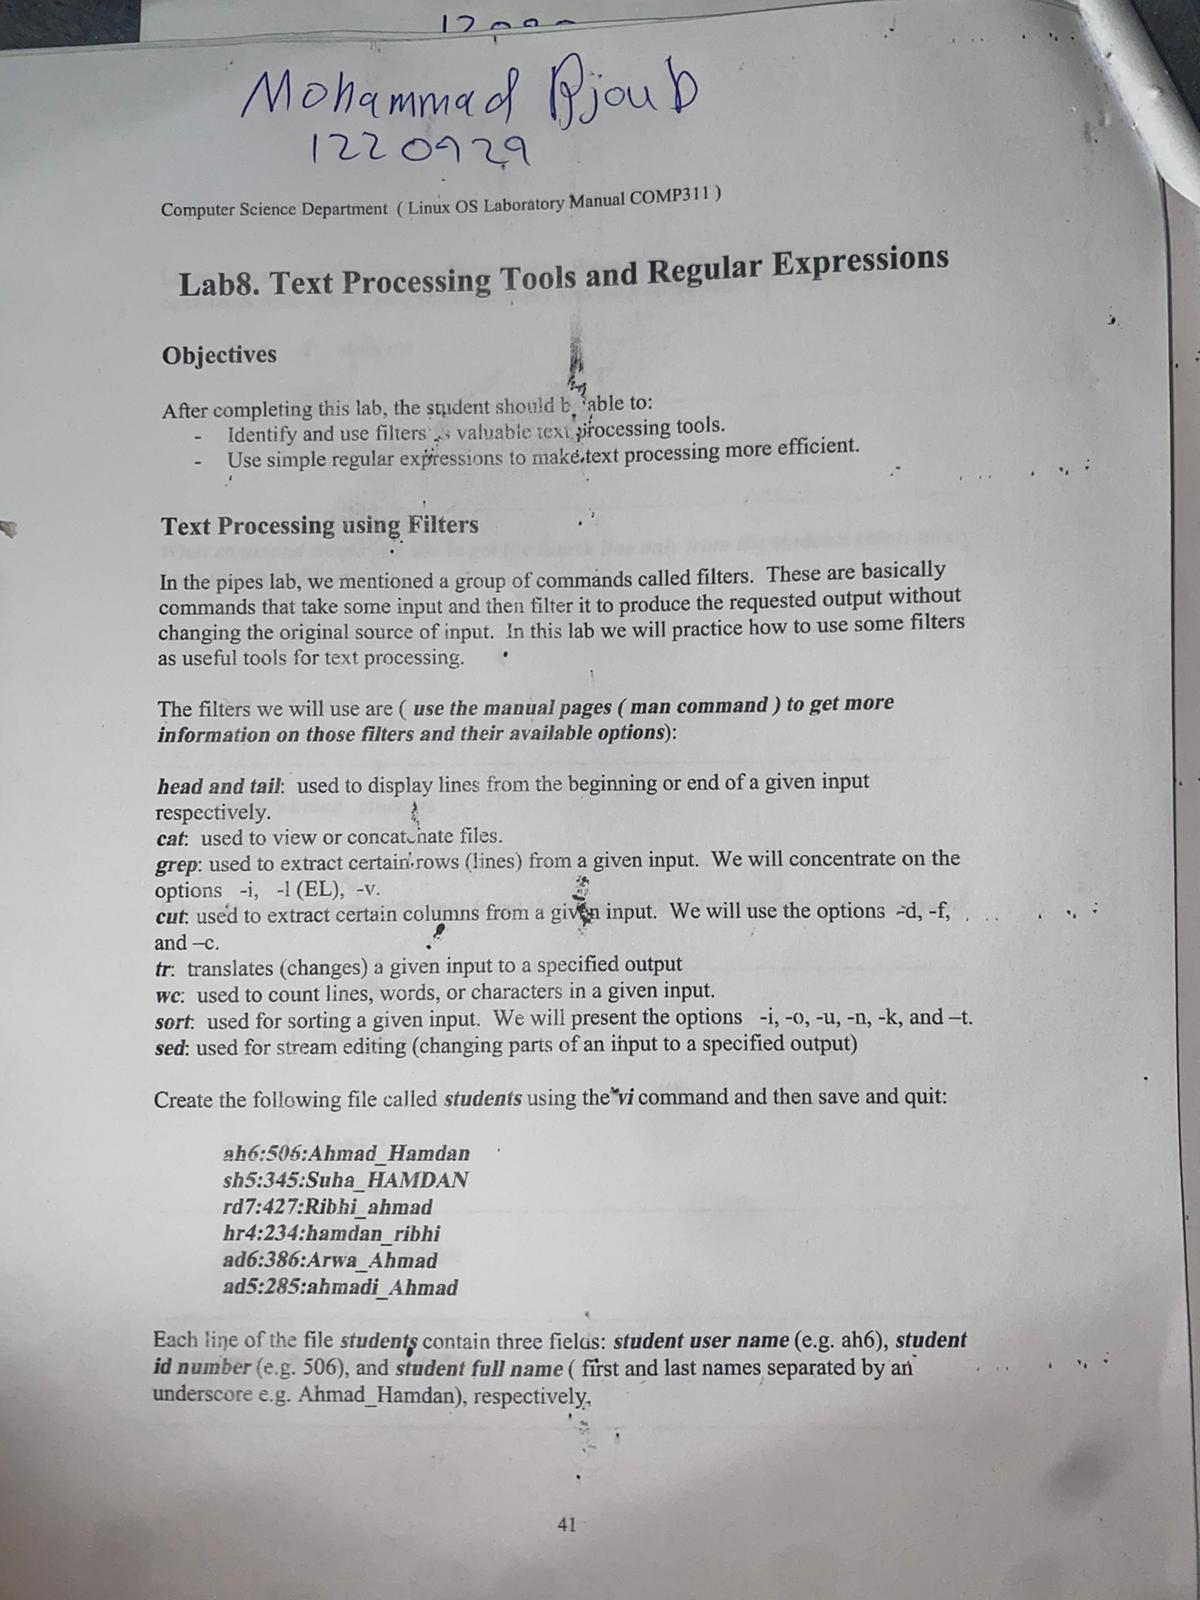 Mohammad Rjoub
1220929
Computer Science Department ( Linux OS Laboratory Manual COMP311 )
Lab8. Text Processing Tools and Regular Expressions
Objectives
After completing this lab, the student should be able to:
- Identify and use filters as valuable text processing tools.
- Use simple regular expressions to make text processing more efficient.
Text Processing using Filters
In the pipes lab, we mentioned a group of commands called filters. These are basically
commands that take some input and then filter it to produce the requested output without
changing the original source of input. In this lab we will practice how to use some filters
as useful tools for text processing.
The filters we will use are ( use the manual pages ( man command ) to get more
information on those filters and their available options):
head and tail: used to display lines from the beginning or end of a given input
respectively.
cat: used to view or concatenate files.
grep: used to extract certain rows (lines) from a given input. We will concentrate on the
options -i, -l (EL), -v.
cut: used to extract certain columns from a given input. We will use the options -d, -f,
and –c.
tr: translates (changes) a given input to a specified output
wc: used to count lines, words, or characters in a given input.
sort: used for sorting a given input. We will present the options -i, -o, -u, -n, -k, and –t.
sed: used for stream editing (changing parts of an input to a specified output)
Create the following file called students using the vi command and then save and quit:
ah6:506:Ahmad_Hamdan
sh5:345:Suha_HAMDAN
rd7:427:Ribhi_ahmad
hr4:234:hamdan_ribhi
ad6:386:Arwa_Ahmad
ad5:285:ahmadi_Ahmad
Each line of the file students contain three fields: student user name (e.g. ah6), student
id number (e.g. 506), and student full name ( first and last names separated by an
underscore e.g. Ahmad_Hamdan), respectively.
41